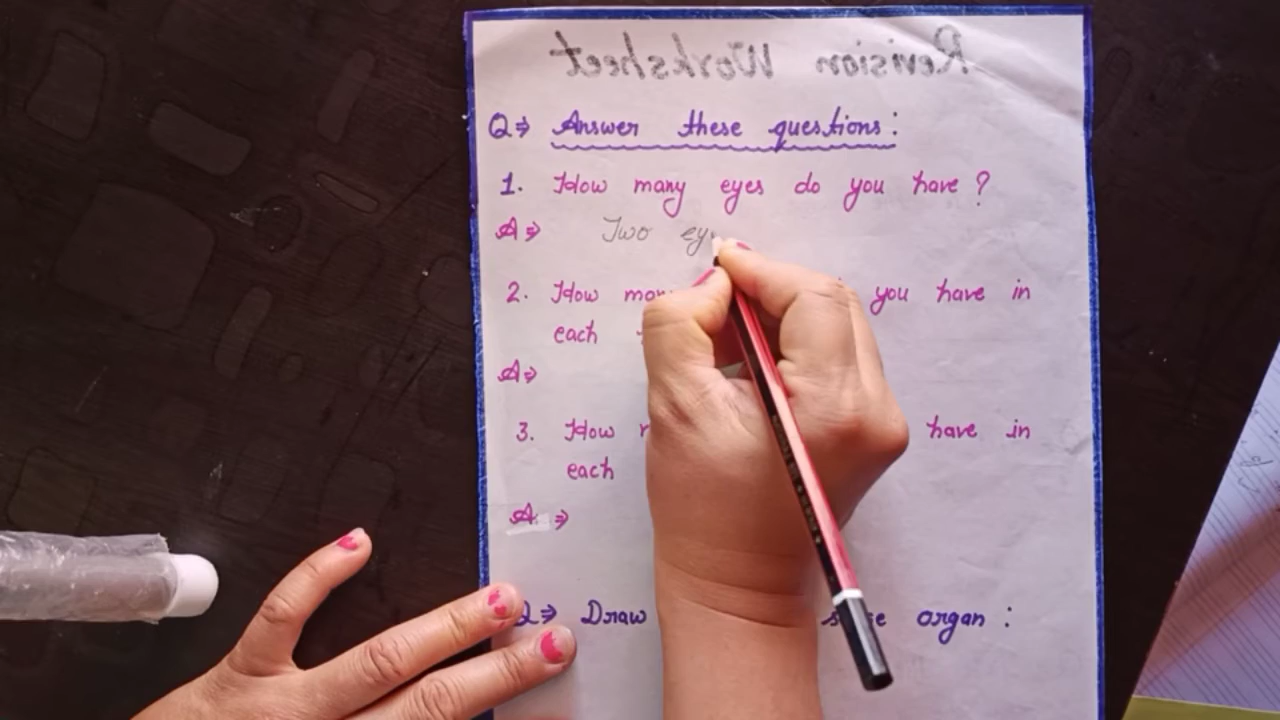 Revision Worksheet
Q⇒ Answer these questions:
1. How many eyes do you have?
A⇒ Two ey
2. How many you have in
each
A⇒
3. How have in
each
A.⇒
Q⇒ Draw organ: